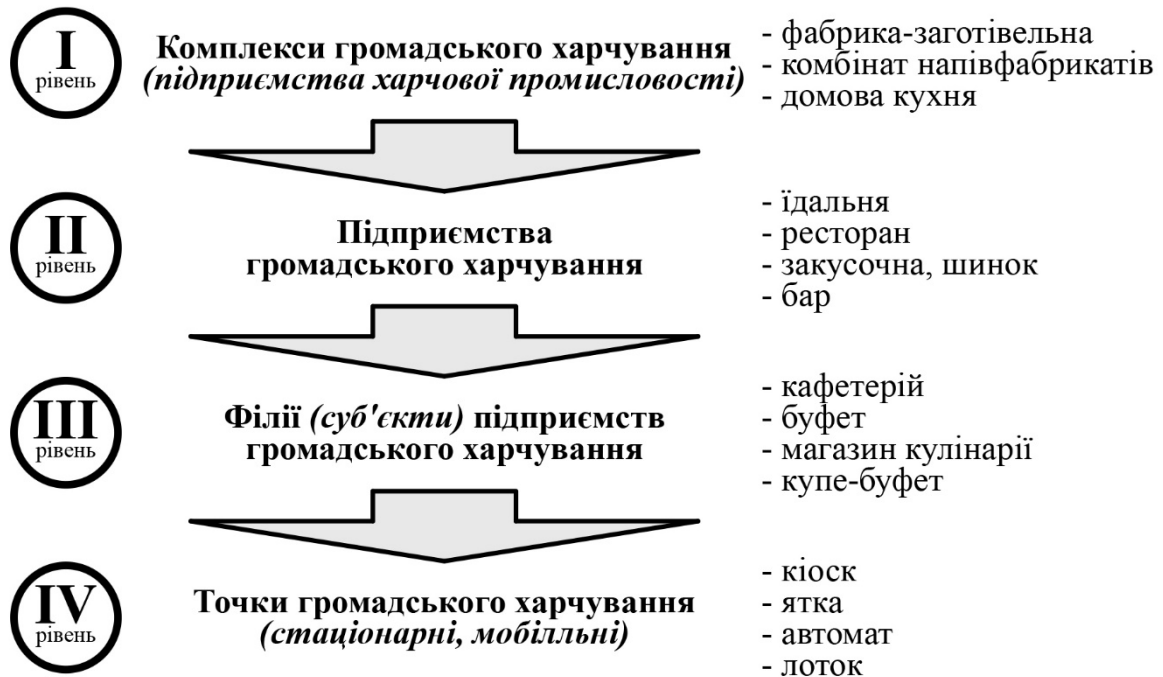 I
рівень
Комплекси громадського харчування
(підприємства харчової промисловості)
- фабрика-заготівельна
- комбінат напівфабрикатів
- домова кухня
II
рівень
Підприємства
громадського харчування
- їдальня
- ресторан
- закусочна, шинок
- бар
III
рівень
Філії (суб'єкти) підприємств
громадського харчування
- кафетерій
- буфет
- магазин кулінарії
- купе-буфет
IV
рівень
Точки громадського харчування
(стаціонарні, мобілльні)
- кіоск
- ятка
- автомат
- лоток